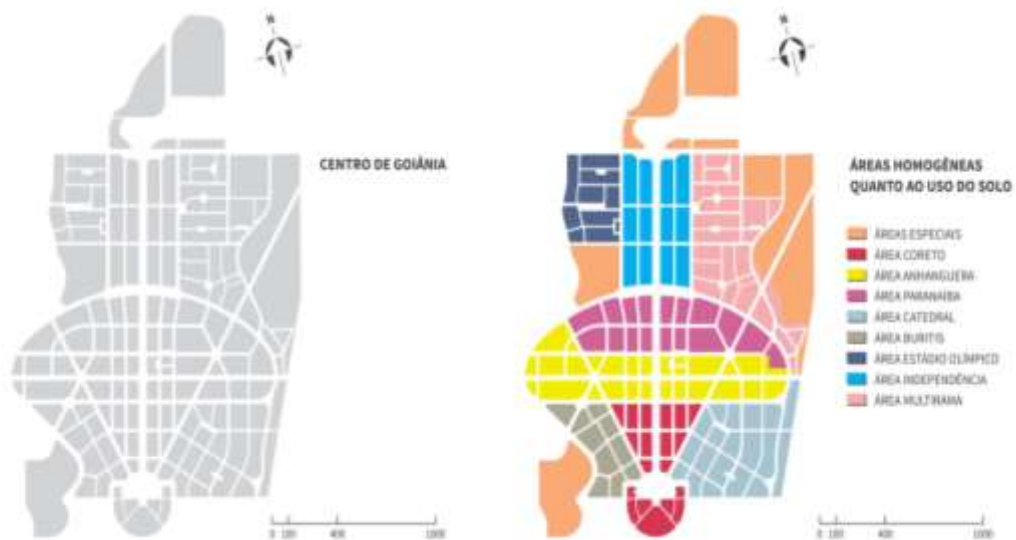 N
N
CENTRO DE GOIÂNIA
ÁREAS HOMOGÊNEAS
QUANTO AO USO DO SOLO
ÁREAS ESPECIAIS
ÁREA CORETO
ÁREA ANHANGUERA
ÁREA PARANAÍBA
ÁREA CATEDRAL
ÁREA BURITIS
ÁREA ESTÁDIO OLÍMPICO
ÁREA INDEPENDÊNCIA
ÁREA MULTIRAMA
0 100 400 1000
0 100 400 1000